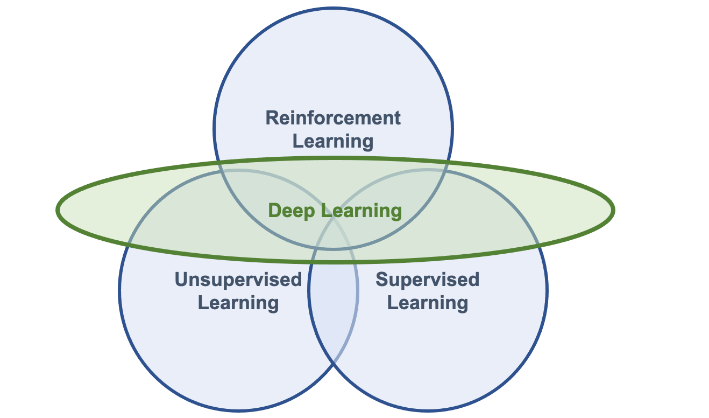 Reinforcement
Learning
Deep Learning
Unsupervised
Learning
Supervised
Learning